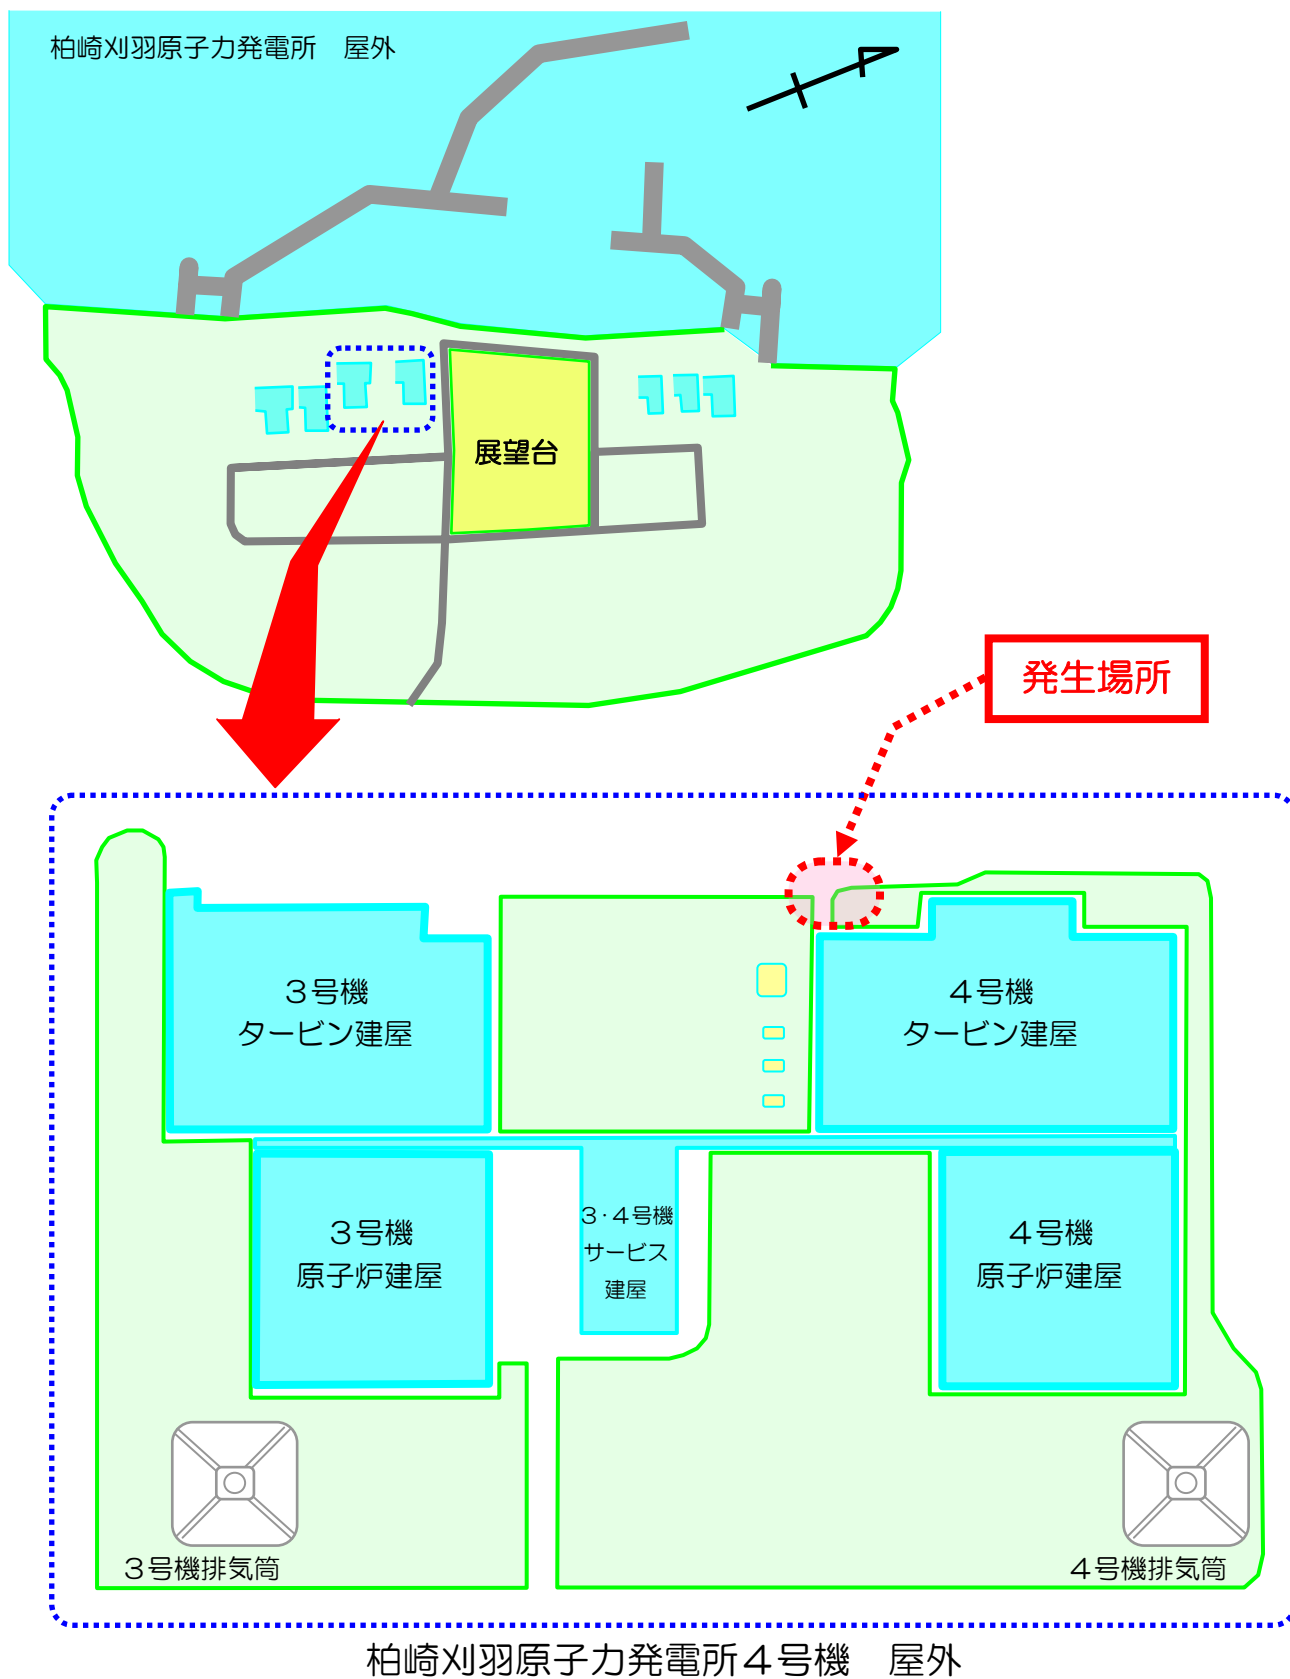 柏崎刈羽原子力発電所　屋外
展望台
発生場所
３号機
タービン建屋
４号機
タービン建屋
３号機
原子炉建屋
３・４号機
サービス
建屋
４号機
原子炉建屋
３号機排気筒
４号機排気筒
柏崎刈羽原子力発電所４号機　屋外